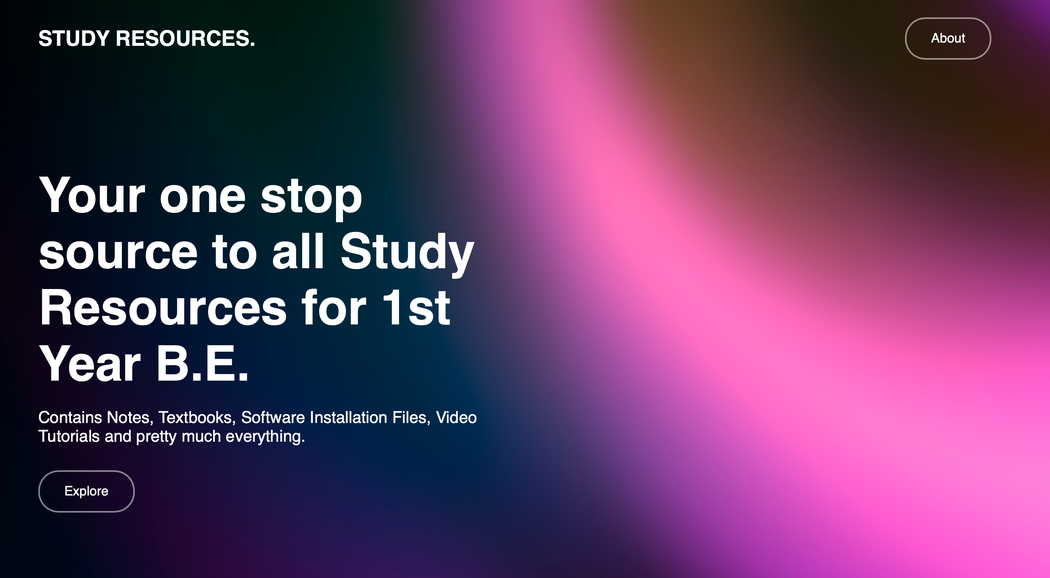 STUDY RESOURCES.
About
Your one stop
source to all Study
Resources for 1st
Year B.E.
Contains Notes, Textbooks, Software Installation Files, Video
Tutorials and pretty much everything.
Explore